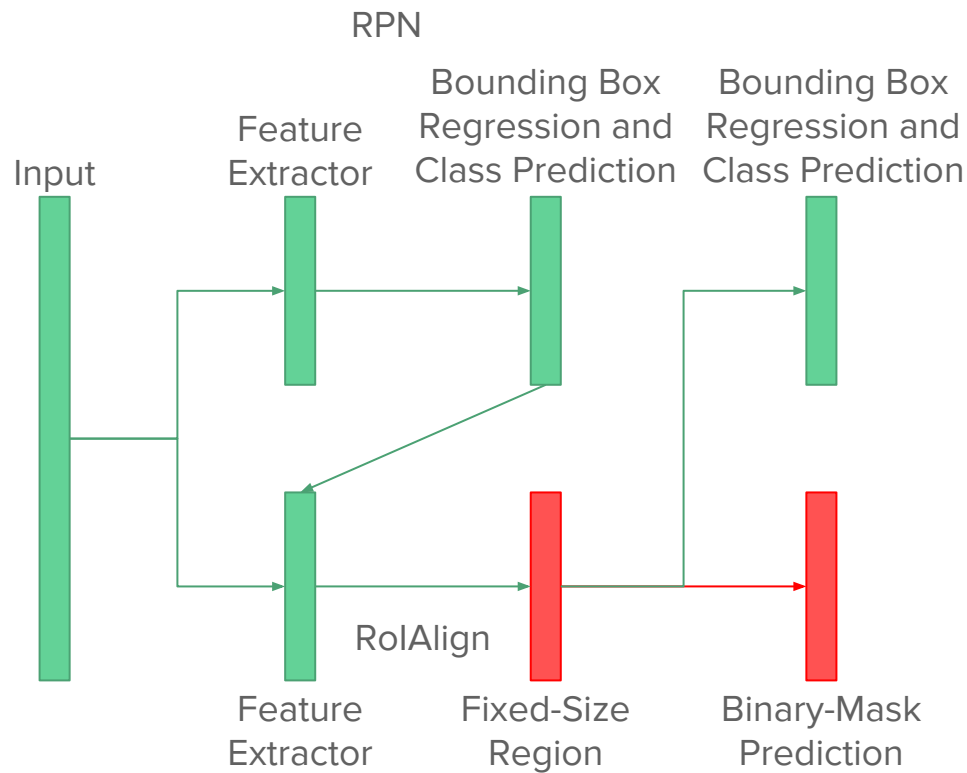 RPN
Input
Feature
Extractor
Bounding Box
Regression and
Class Prediction
Bounding Box
Regression and
Class Prediction
RoIAlign
Feature
Extractor
Fixed-Size
Region
Binary-Mask
Prediction